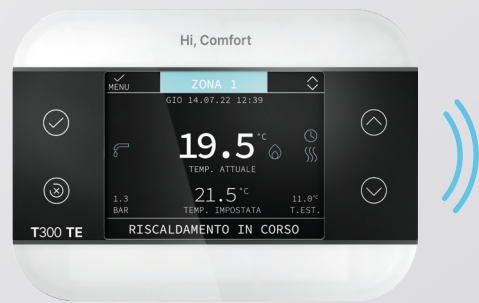 Hi, Comfort
MENU
ZONA 1
GIO 14.07.22 12:39
19.5 °C
TEMP. ATTUALE
1.3
BAR
21.5 °C
TEMP. IMPOSTATA
11.0°C
T.EST.
T300 TE
RISCALDAMENTO IN CORSO